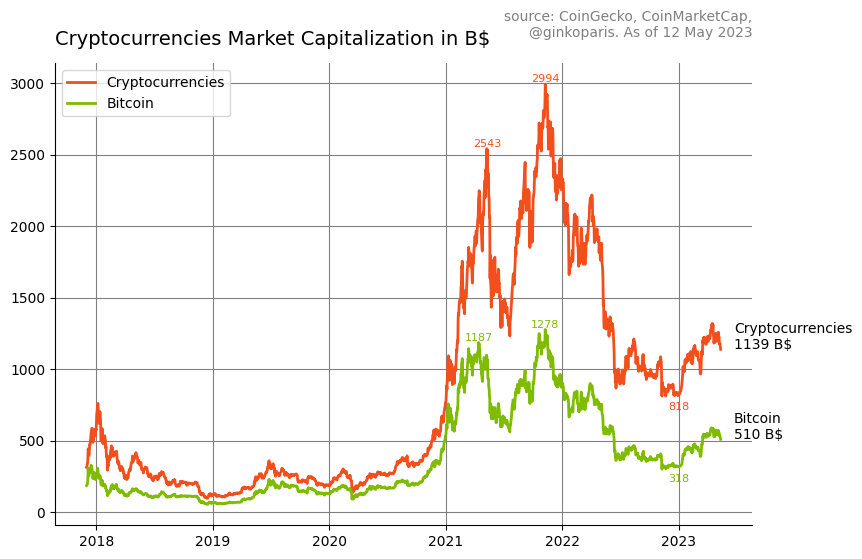 source: CoinGecko, CoinMarketCap,
@ginkoparis. As of 12 May 2023
Cryptocurrencies Market Capitalization in B$
Cryptocurrencies
Bitcoin
3000
2500
2000
1500
1000
500
0
2994
2543
1187
1278
818
318
Cryptocurrencies
1139 B$
Bitcoin
510 B$
2018 2019 2020 2021 2022 2023